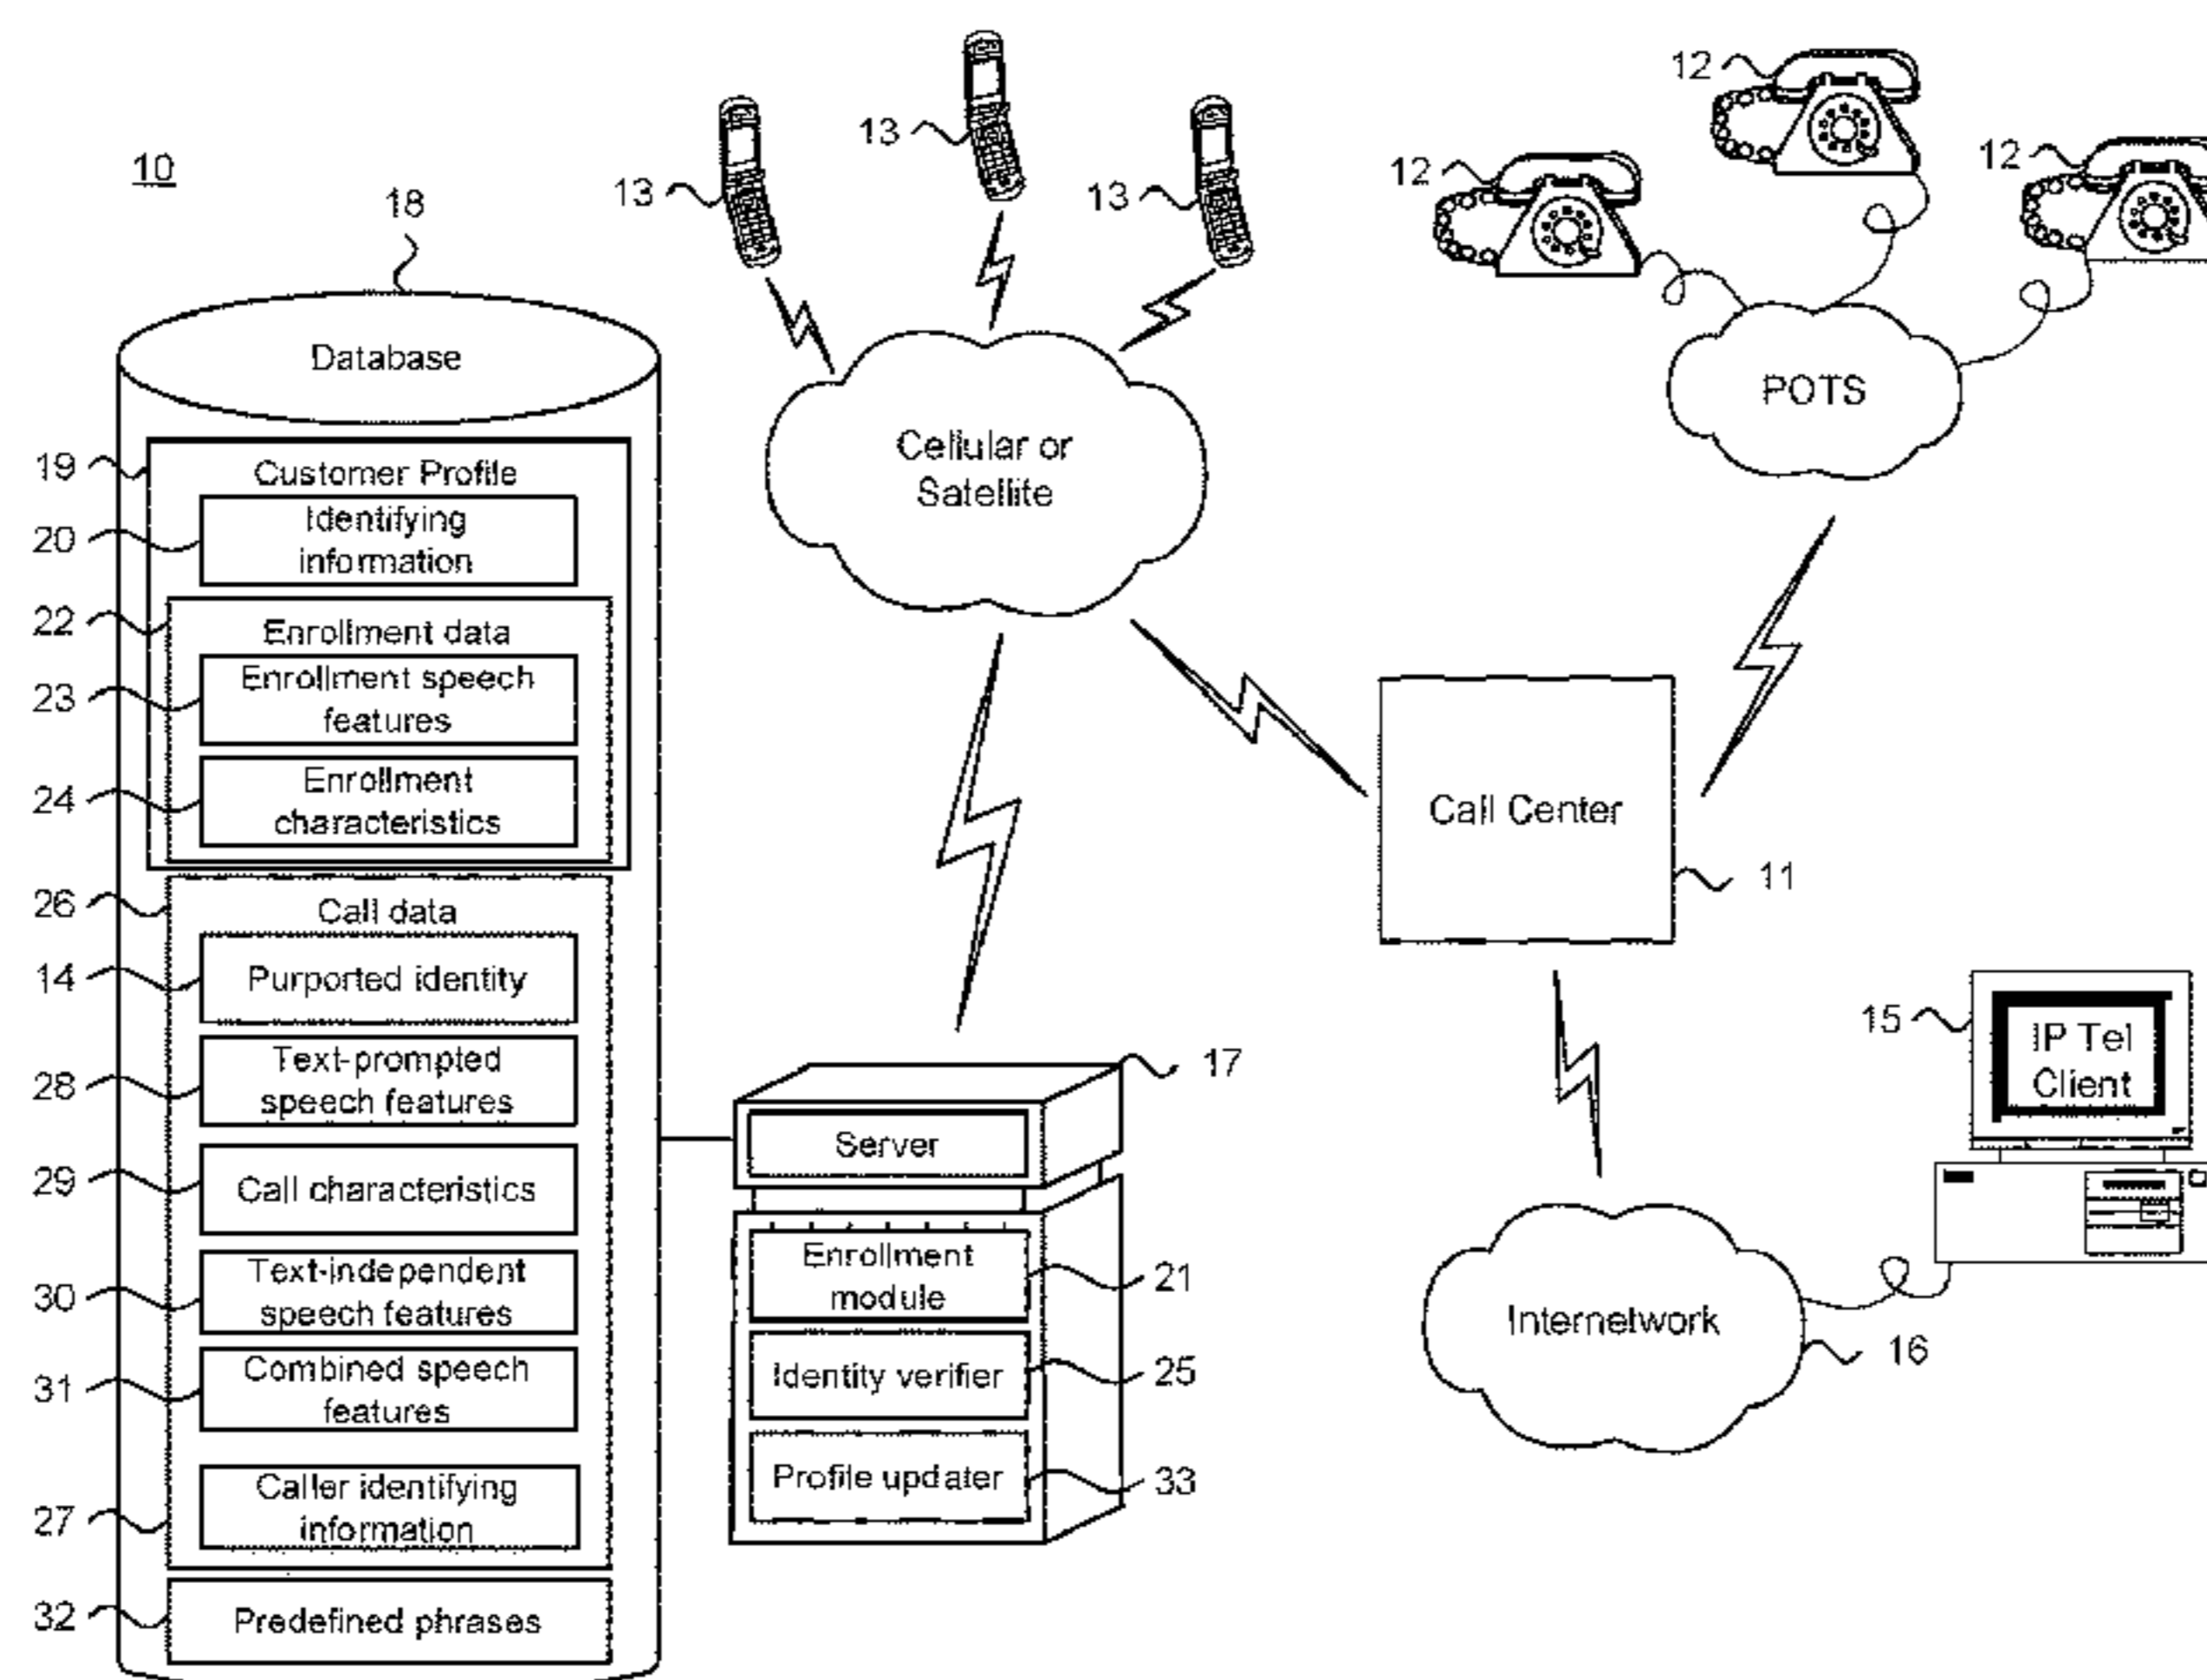 10
18
Database
19
Customer Profile
20
Identifying
information
22
Enrollment data
23
Enrollment speech
features
24
Enrollment
characteristics
26
Call data
14
Purported identity
28
Text-prompted
speech features
29
Call characteristics
30
Text-independent
speech features
31
Combined speech
features
27
Caller identifying
information
32
Predefined phrases
13
13
13
Cellular or
Satellite
12
12
12
POTS
Call Center
11
17
Server
Enrollment
module
21
Identity verifier
25
Profile updater
33
15
IP Tel
Client
Internetwork
16